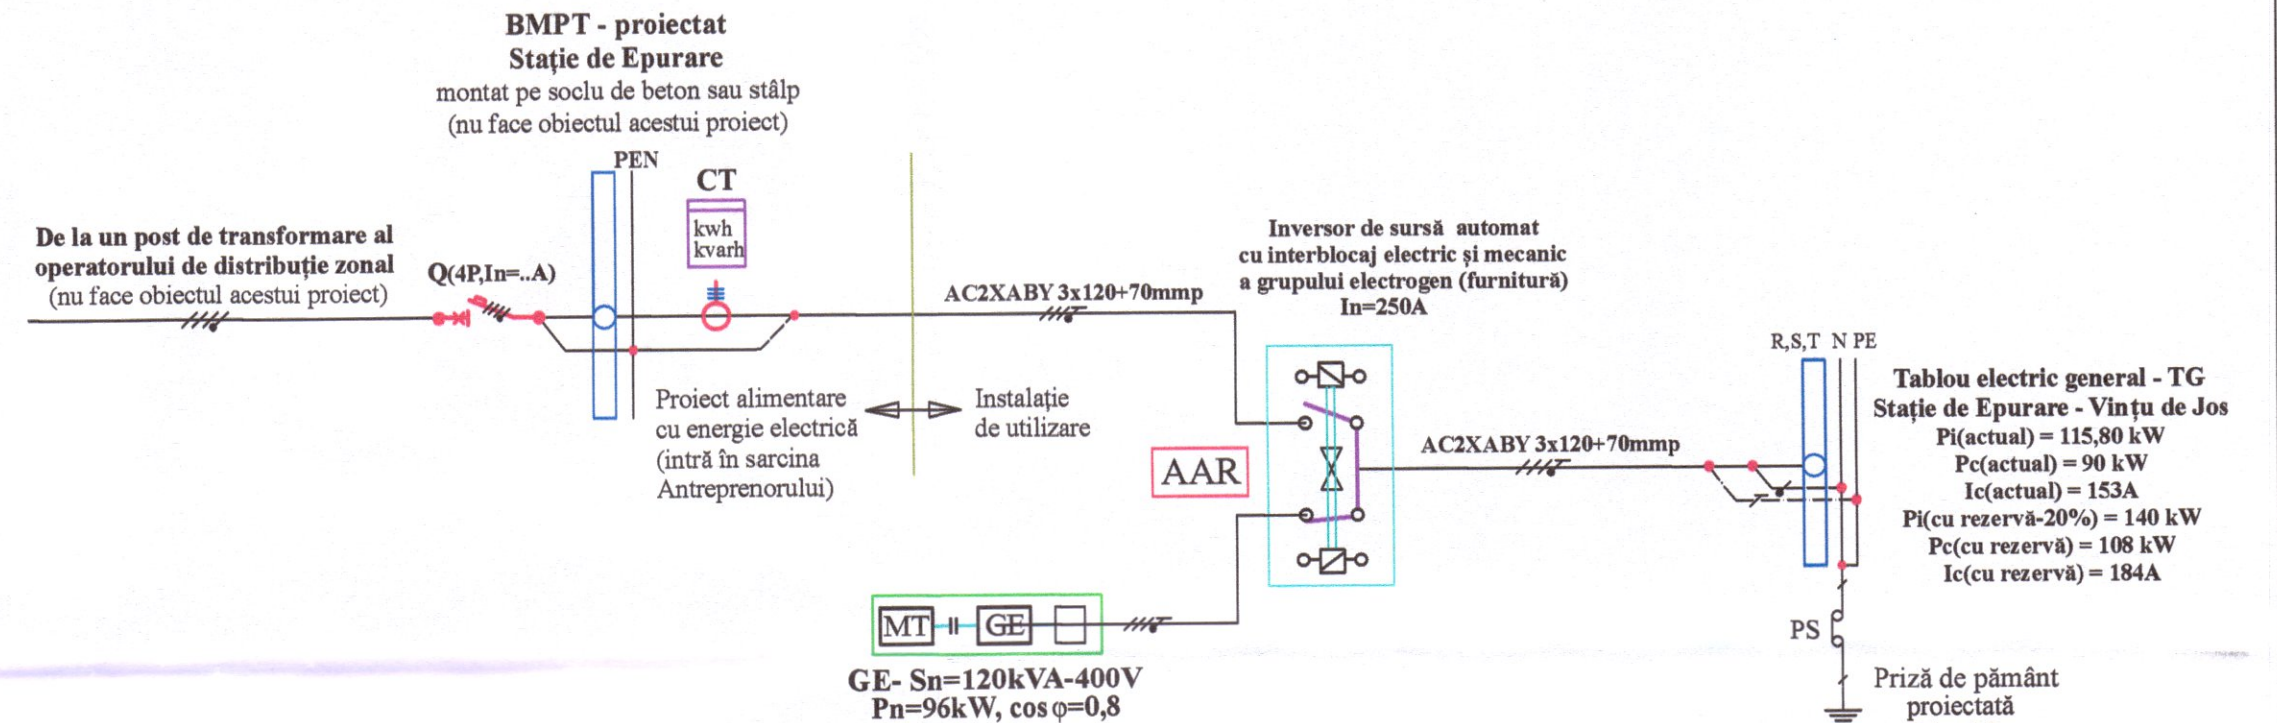 BMPT - proiectat
Stație de Epurare
montat pe soclu de beton sau stâlp
(nu face obiectul acestui proiect)
PEN
CT
kwh
kvarh
De la un post de transformare al
operatorului de distribuție zonal
(nu face obiectul acestui proiect)
Q(4P,In=..A)
AC2XABY 3x120+70mmp
Inversor de sursă automat
cu interblocaj electric și mecanic
a grupului electrogen (furnitură)
In=250A
Proiect alimentare
cu energie electrică
(intră în sarcina
Antreprenorului)
Instalație
de utilizare
AAR
AC2XABY 3x120+70mmp
R,S,T N PE
Tablou electric general - TG
Stație de Epurare - Vințu de Jos
Pi(actual) = 115,80 kW
Pc(actual) = 90 kW
Ic(actual) = 153A
Pi(cu rezervă-20%) = 140 kW
Pc(cu rezervă) = 108 kW
Ic(cu rezervă) = 184A
MT
GE
GE- Sn=120kVA-400V
Pn=96kW, cos φ=0,8
PS
Priză de pământ
proiectată